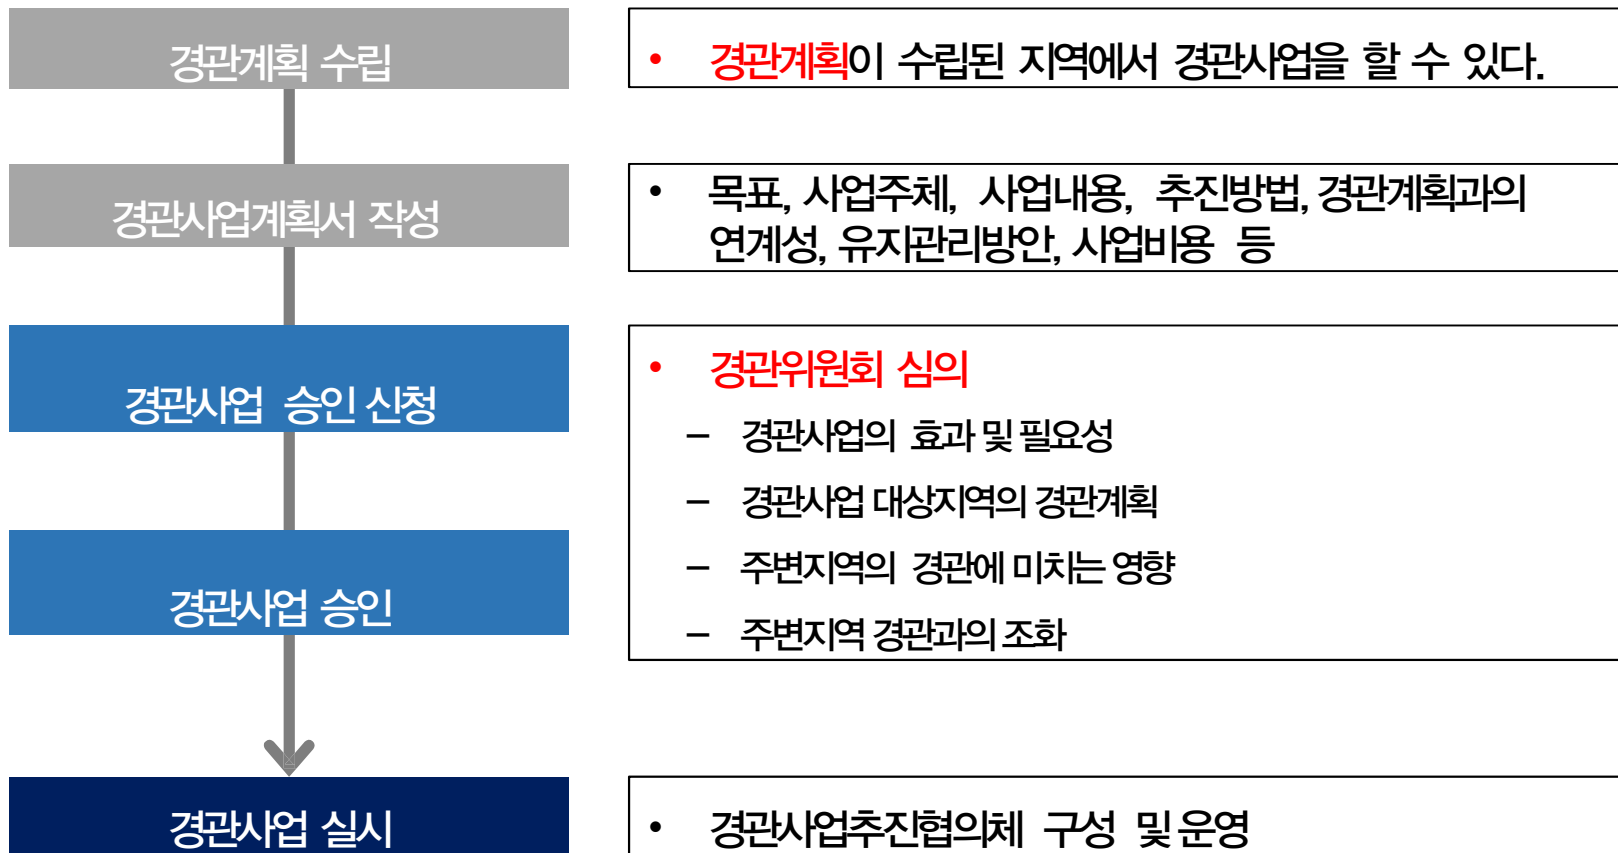 경관계획 수립
• 경관계획이 수립된 지역에서 경관사업을 할 수 있다.
경관사업계획서 작성
• 목표, 사업주체, 사업내용, 추진방법, 경관계획과의
연계성, 유지관리방안, 사업비용 등
경관사업 승인 신청
• 경관위원회 심의
– 경관사업의 효과 및 필요성
– 경관사업 대상지역의 경관계획
– 주변지역의 경관에 미치는 영향
– 주변지역 경관과의 조화
경관사업 승인
경관사업 실시
• 경관사업추진협의체 구성 및 운영